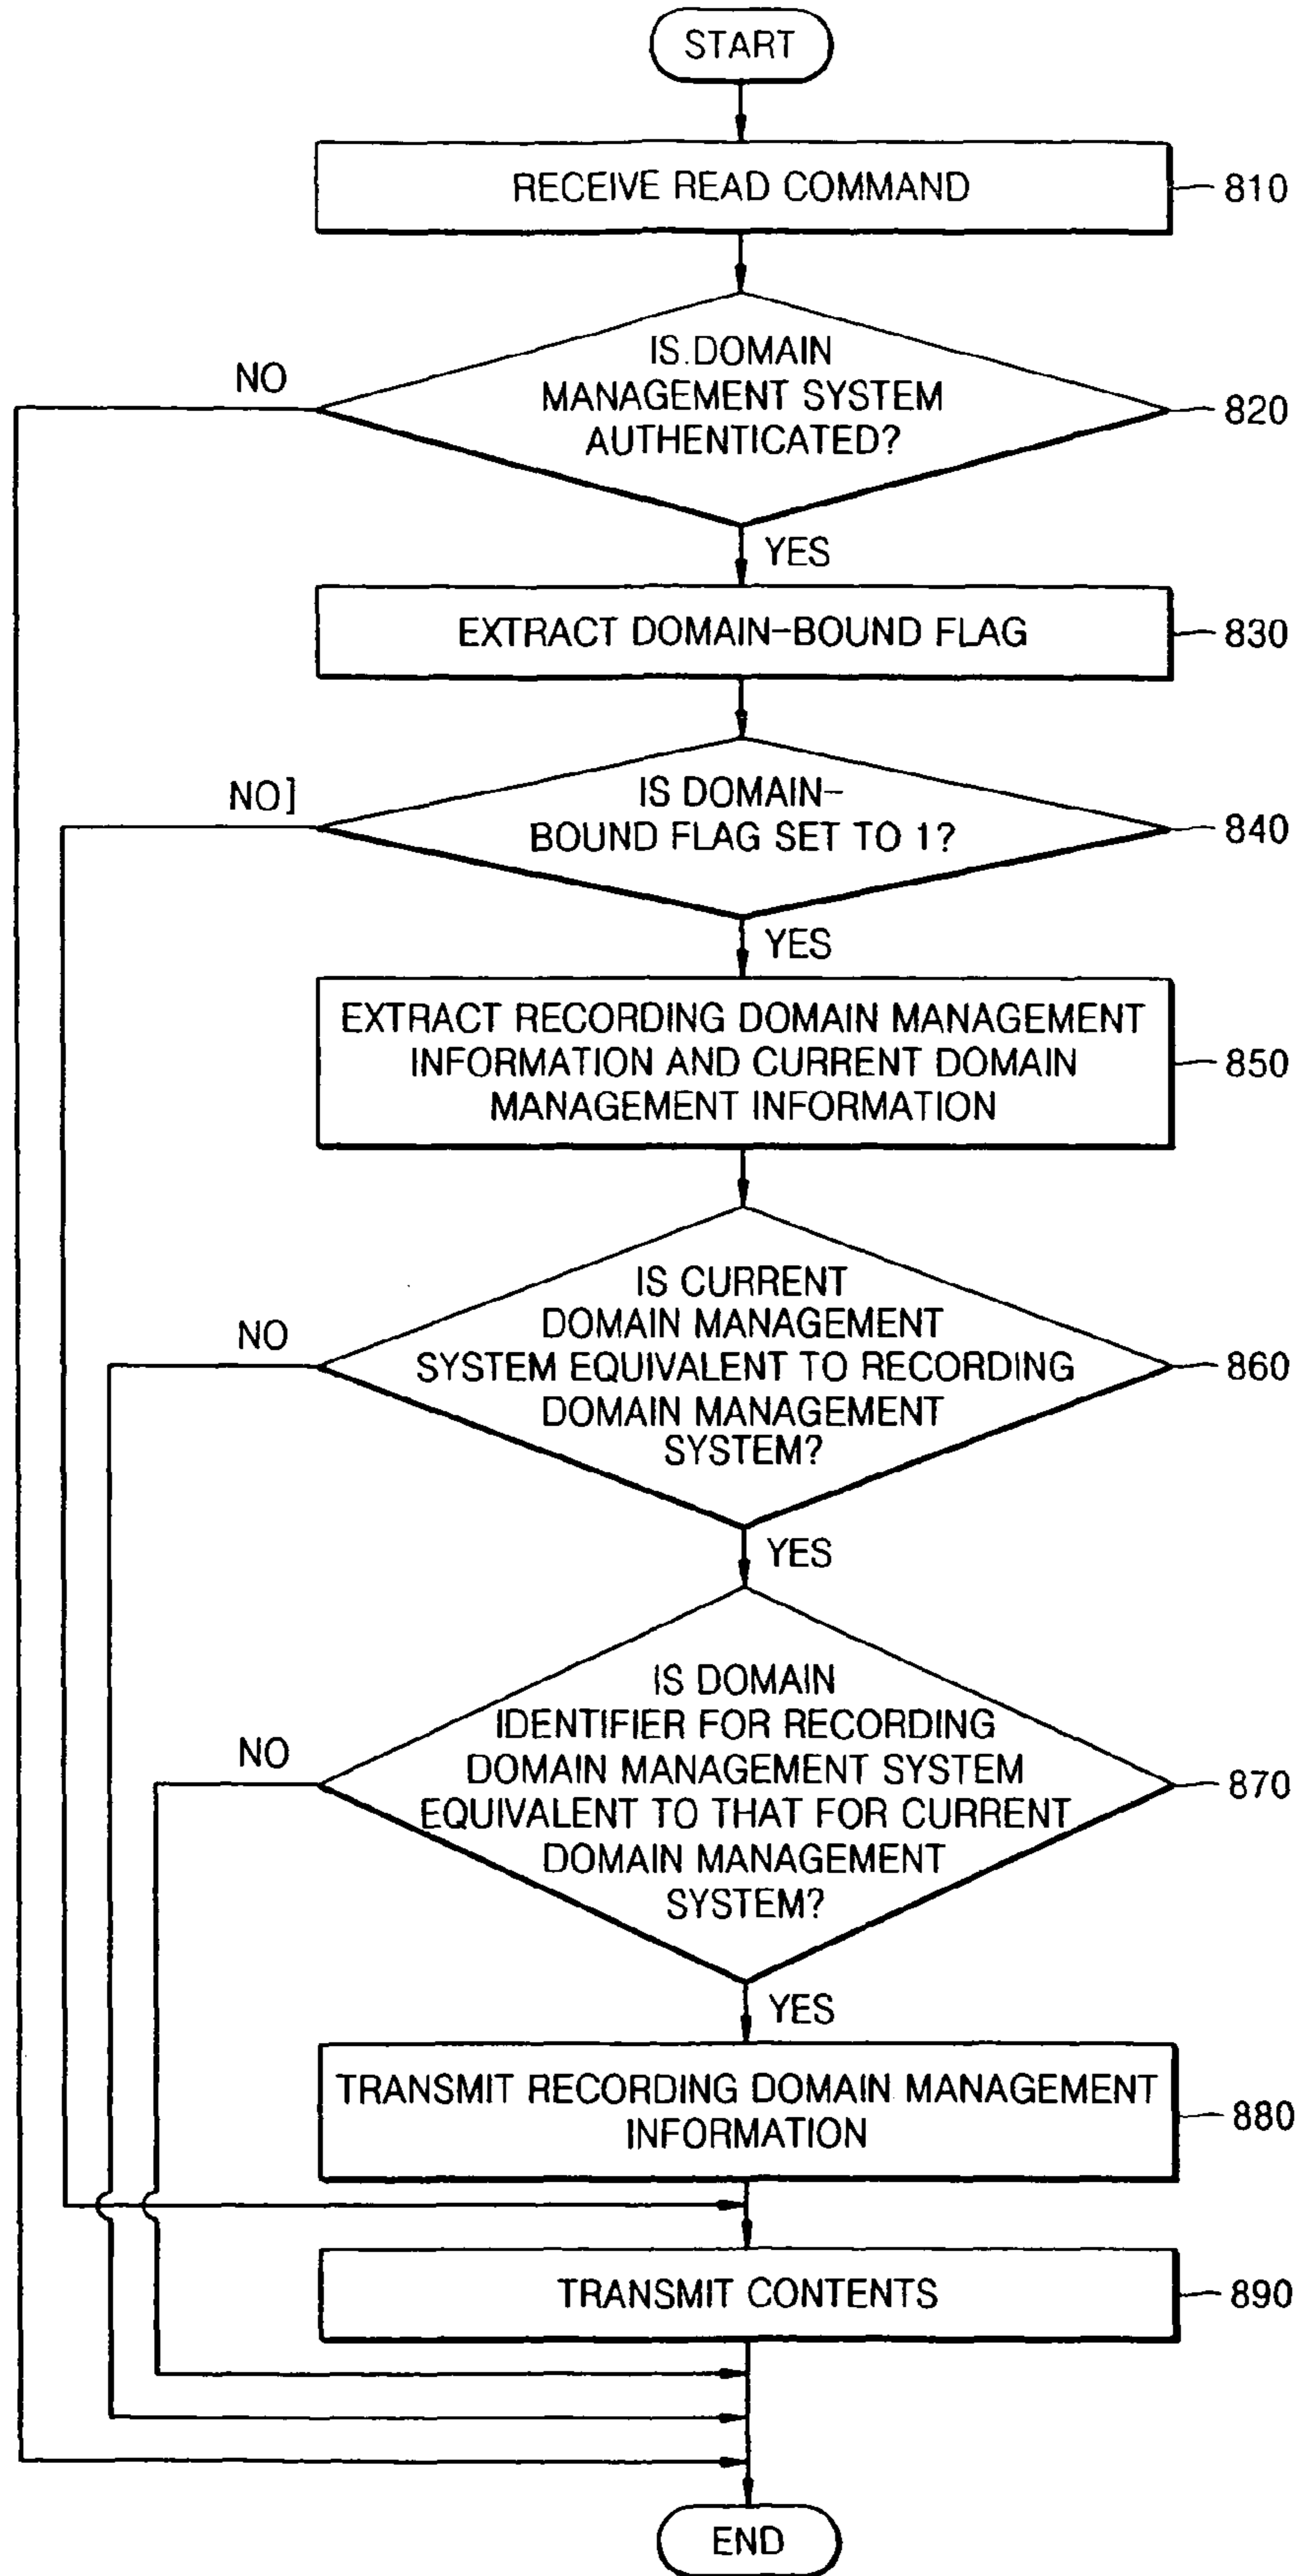 START
RECEIVE READ COMMAND
810
IS.DOMAIN
MANAGEMENT SYSTEM
AUTHENTICATED?
820
NO
YES
EXTRACT DOMAIN-BOUND FLAG
830
IS DOMAIN-
BOUND FLAG SET TO 1?
840
NO]
YES
EXTRACT RECORDING DOMAIN MANAGEMENT
INFORMATION AND CURRENT DOMAIN
MANAGEMENT INFORMATION
850
IS CURRENT
DOMAIN MANAGEMENT
SYSTEM EQUIVALENT TO RECORDING
DOMAIN MANAGEMENT
SYSTEM?
860
NO
YES
IS DOMAIN
IDENTIFIER FOR RECORDING
DOMAIN MANAGEMENT SYSTEM
EQUIVALENT TO THAT FOR CURRENT
DOMAIN MANAGEMENT
SYSTEM?
870
NO
YES
TRANSMIT RECORDING DOMAIN MANAGEMENT
INFORMATION
880
TRANSMIT CONTENTS
890
END